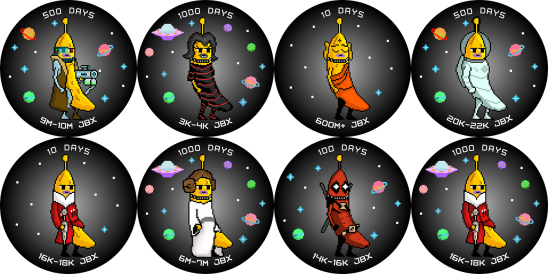 500 DAYS
9M-10M JBX
1000 DAYS
3K-4K JBX
10 DAYS
600M+ JBX
500 DAYS
20K-22K JBX
10 DAYS
16K-18K JBX
1000 DAYS
6M-7M JBX
100 DAYS
14K-16K JBX
1000 DAYS
16K-18K JBX